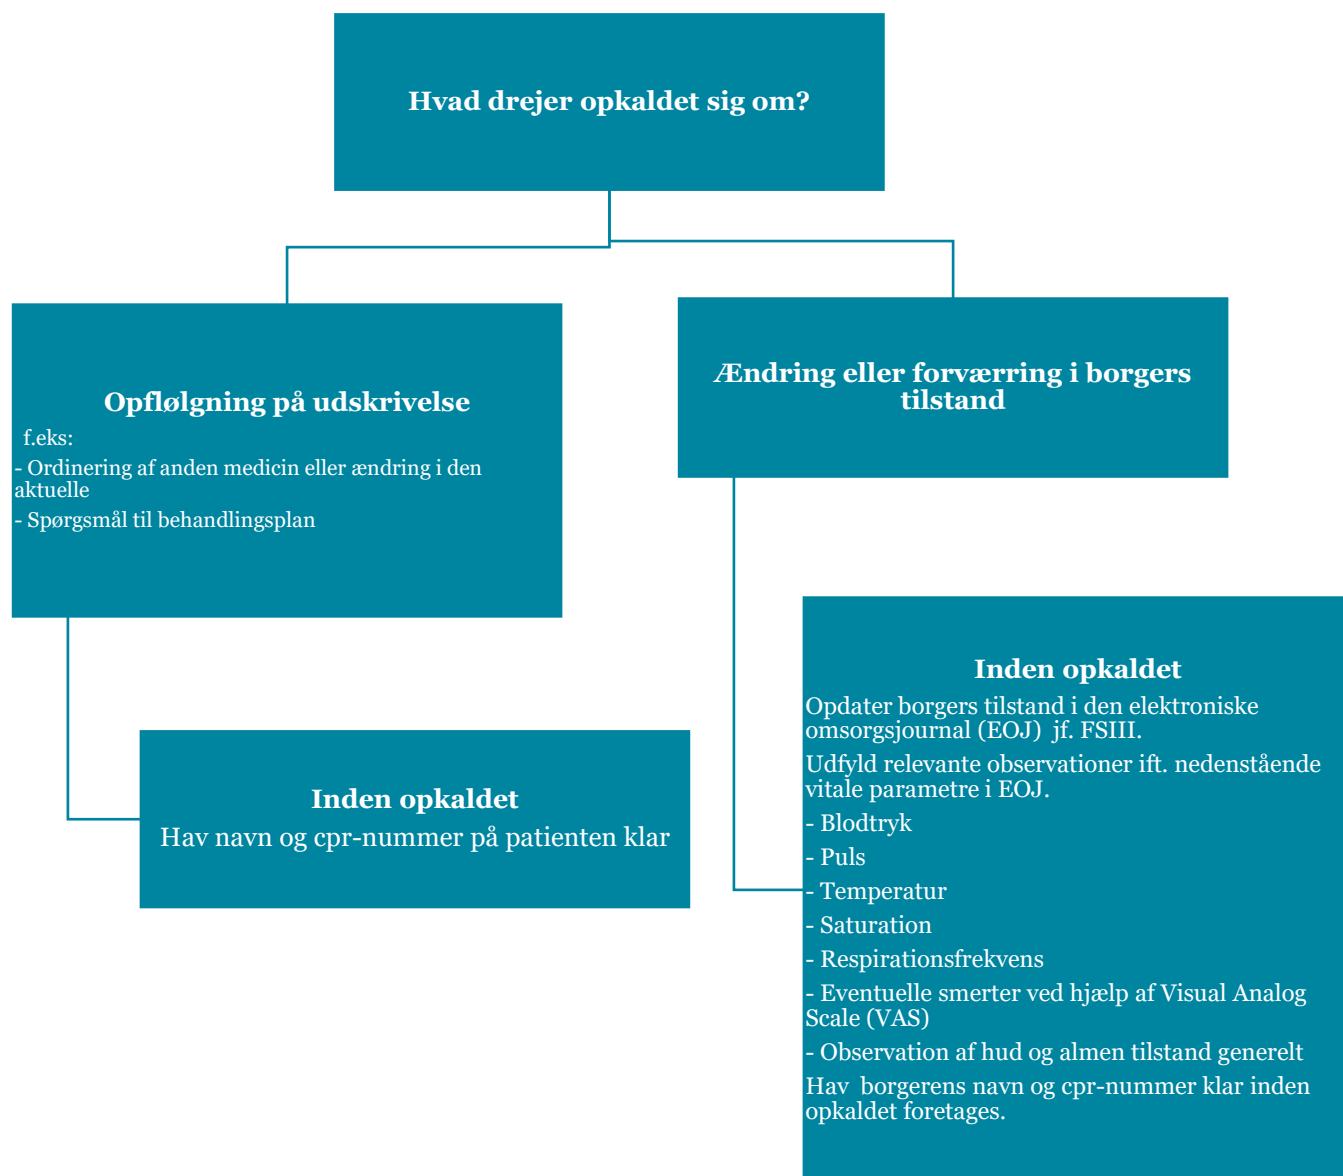 Hvad drejer opkaldet sig om?
Opflølgning på udskrivelse
f.eks:
- Ordinering af anden medicin eller ændring i den
aktuelle
- Spørgsmål til behandlingsplan
Inden opkaldet
Hav navn og cpr-nummer på patienten klar
Ændring eller forværring i borgers
tilstand
Inden opkaldet
Opdater borgers tilstand i den elektroniske
omsorgsjournal (EOJ) jf. FSIII.
Udfyld relevante observationer ift. nedenstående
vitale parametre i EOJ.
- Blodtryk
- Puls
- Temperatur
- Saturation
- Respirationsfrekvens
- Eventuelle smerter ved hjælp af Visual Analog
Scale (VAS)
- Observation af hud og almen tilstand generelt
Hav borgerens navn og cpr-nummer klar inden
opkaldet foretages.